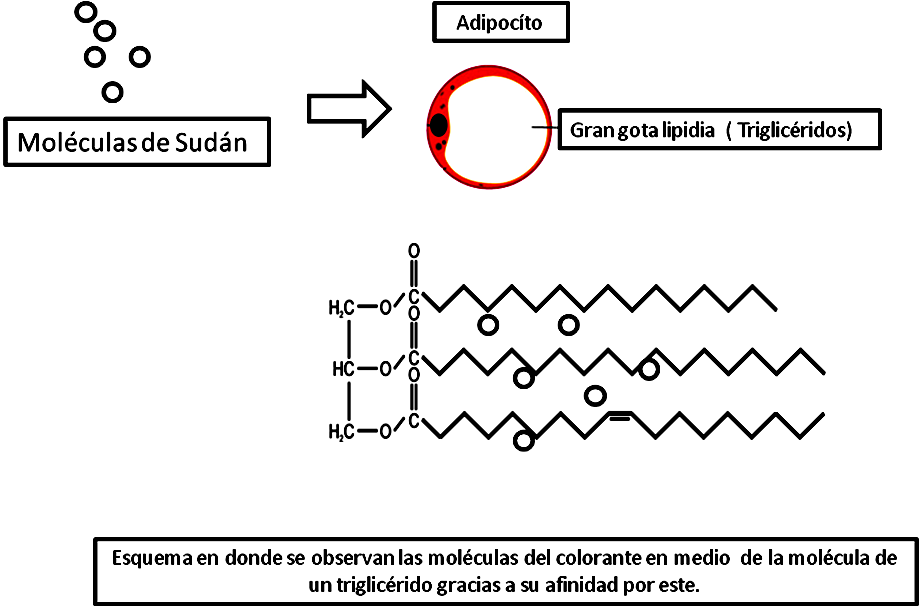 Adipocíto
Moléculas de Sudán
Gran gota lipidia ( Triglicéridos)
O
H₂C—O—C
O
HC—O—C
O
H₂C—O—C
Esquema en donde se observan las moléculas del colorante en medio de la molécula de
un triglicérido gracias a su afinidad por este.